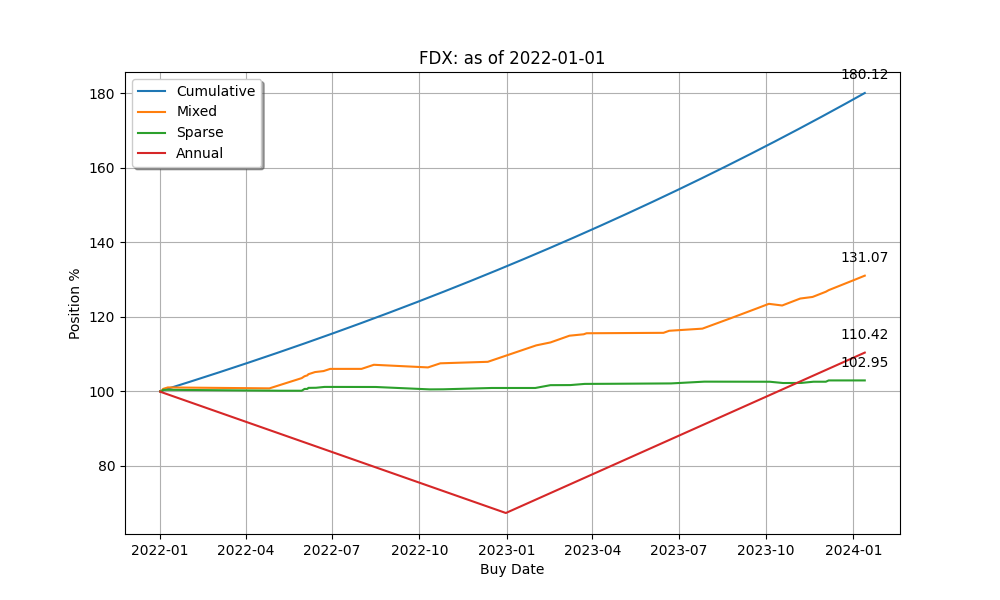 FDX: as of 2022-01-01
180.12
180
Cumulative
Mixed
Sparse
Annual
160
140
131.07
120
110.42
102.95
100
80
Position %
2022-01 2022-04 2022-07 2022-10 2023-01 2023-04 2023-07 2023-10 2024-01
Buy Date